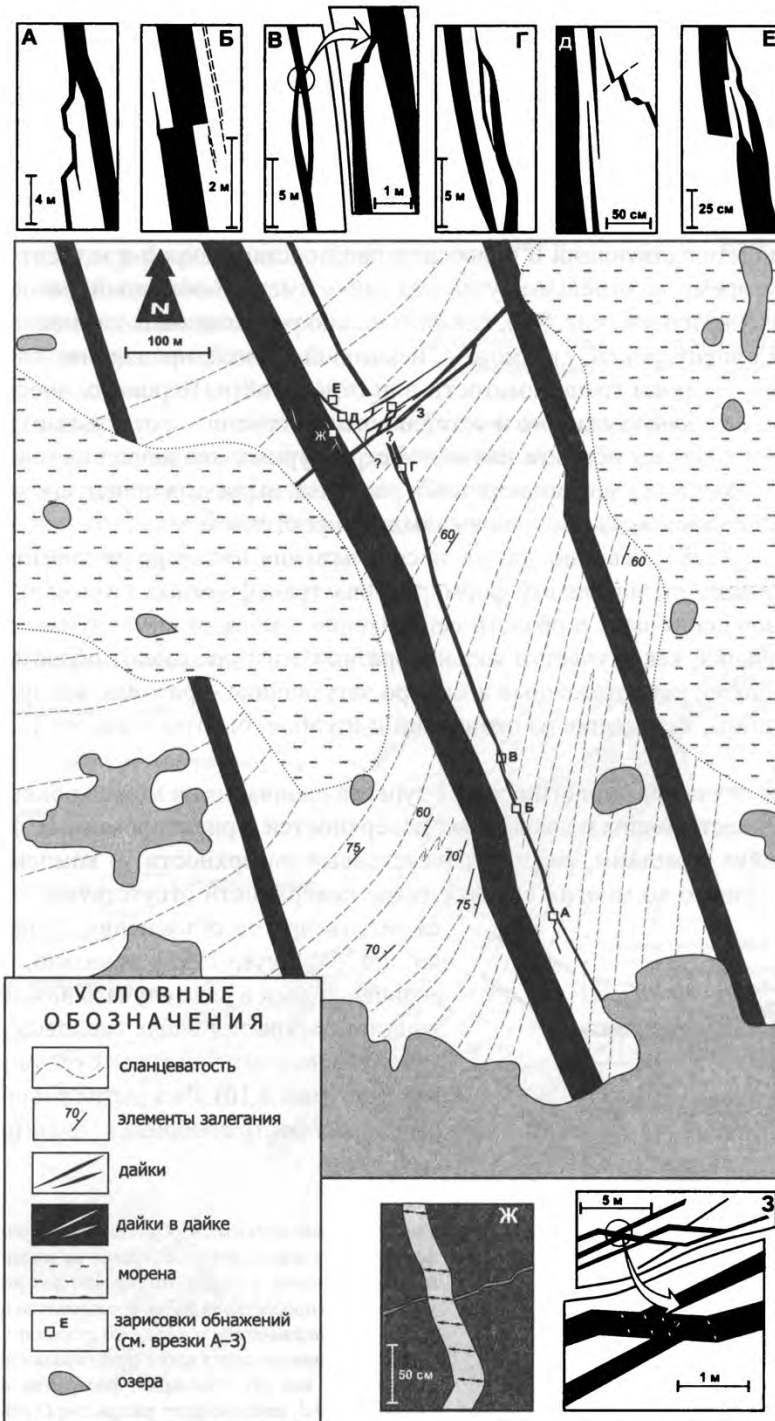 А
Б
В
Г
Д
Е
4 м
2 м
5 м
1 м
5 м
50 см
25 см
N
100 м
Е
Д
Ж
З
?
Г
60
60
В
Б
60
70
75
75
70
А
УСЛОВНЫЕ
ОБОЗНАЧЕНИЯ
сланцеватость
70
элементы залегания
дайки
дайки в дайке
морена
Е
зарисовки обнажений
(см. врезки А–З)
озера
Ж
50 см
5 м
З
1 м